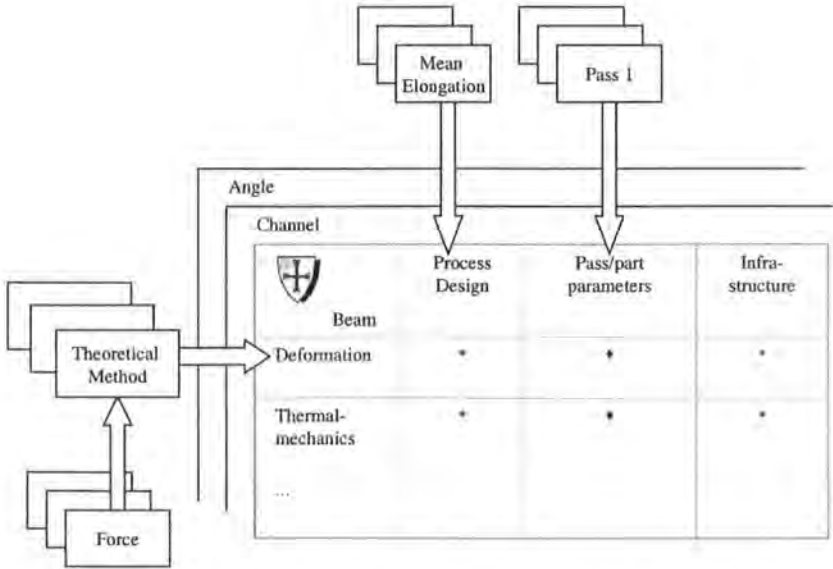 Mean
Elongation
Pass 1
Angle
Channel
Process
Design
Pass/part
parameters
Infra-
structure
Beam
Theoretical
Method
Deformation
Thermal-
mechanics
...
Force